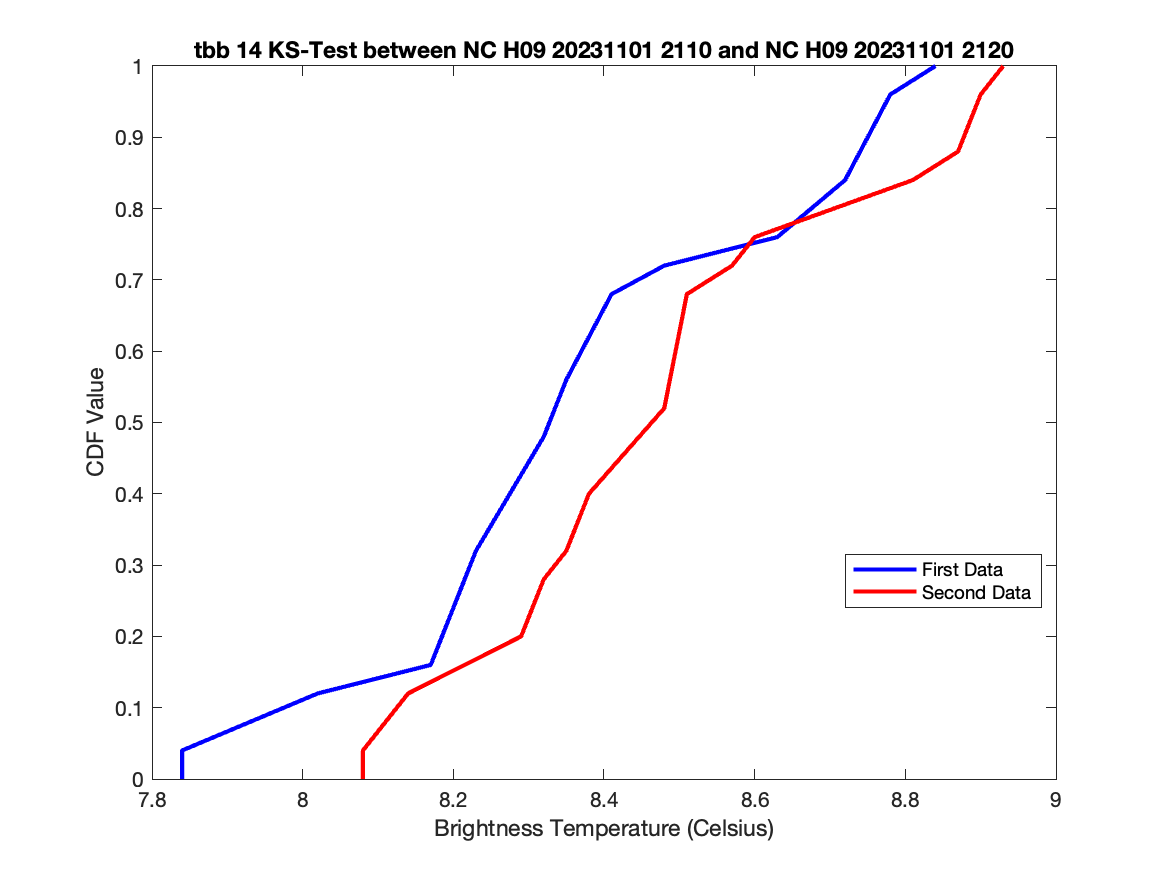 tbb 14 KS-Test between NC H09 20231101 2110 and NC H09 20231101 2120
1
0.9
0.8
0.7
0.6
0.5
0.4
0.3
0.2
0.1
0
CDF Value
First Data
Second Data
7.8 8 8.2 8.4 8.6 8.8 9
Brightness Temperature (Celsius)